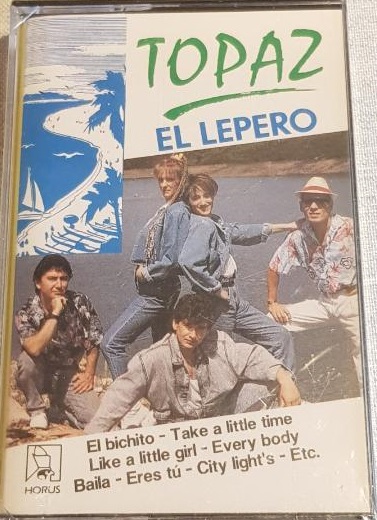 TOPAZ
EL LEPERO
El bichito - Take a little time
Like a little girl - Every body
Baila - Eres tú - City light's - Etc.
HORUS